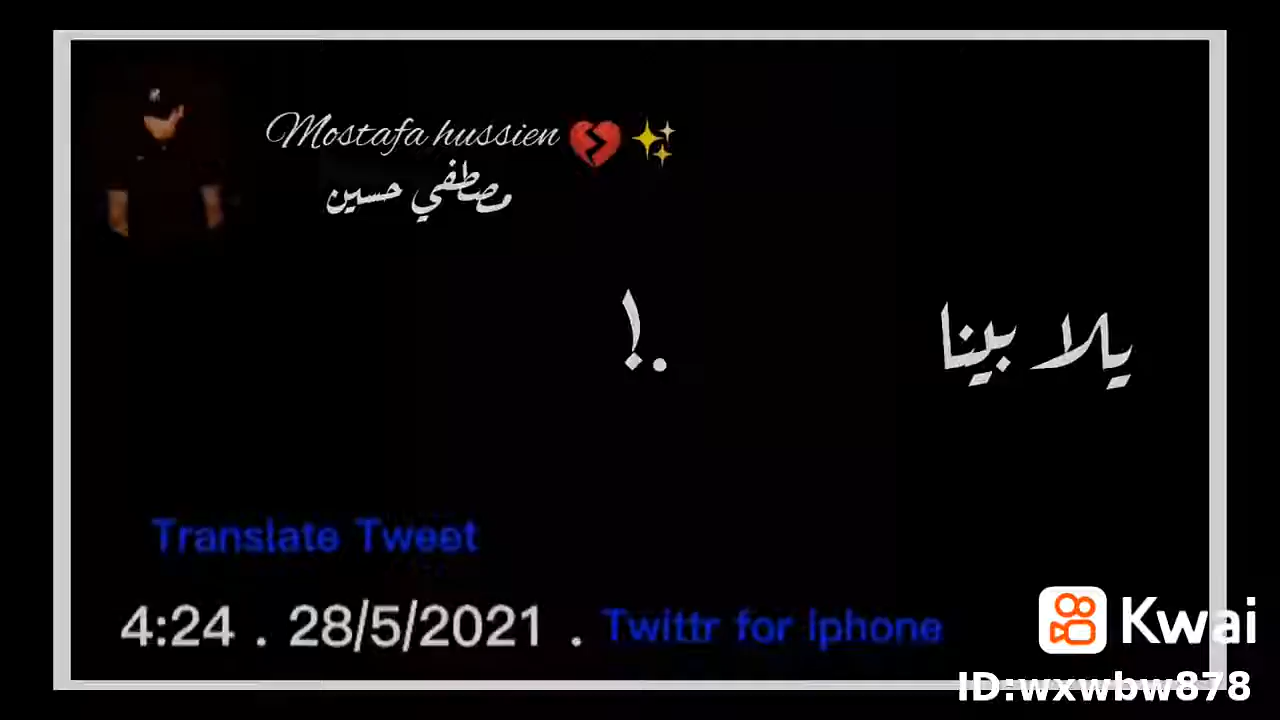 Mostafa hussien 💔✨
مصطفي حسين
يلا بينا .!
Translate Tweet
4:24 . 28/5/2021 . Twittr for Iphone
Kwai
ID:wxwbw878